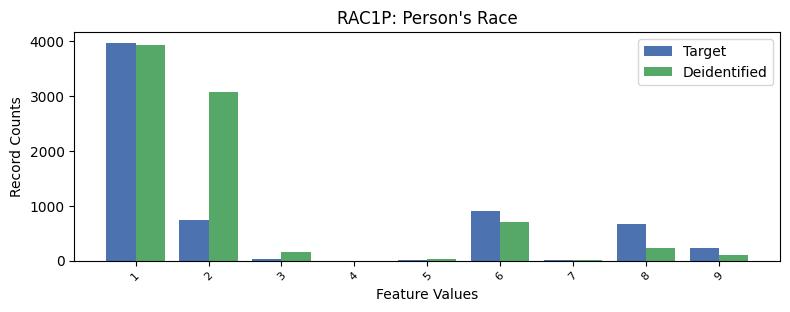 RAC1P: Person's Race
Target
Deidentified
Record Counts
4000
3000
2000
1000
0
1 2 3 4 5 6 7 8 9
Feature Values